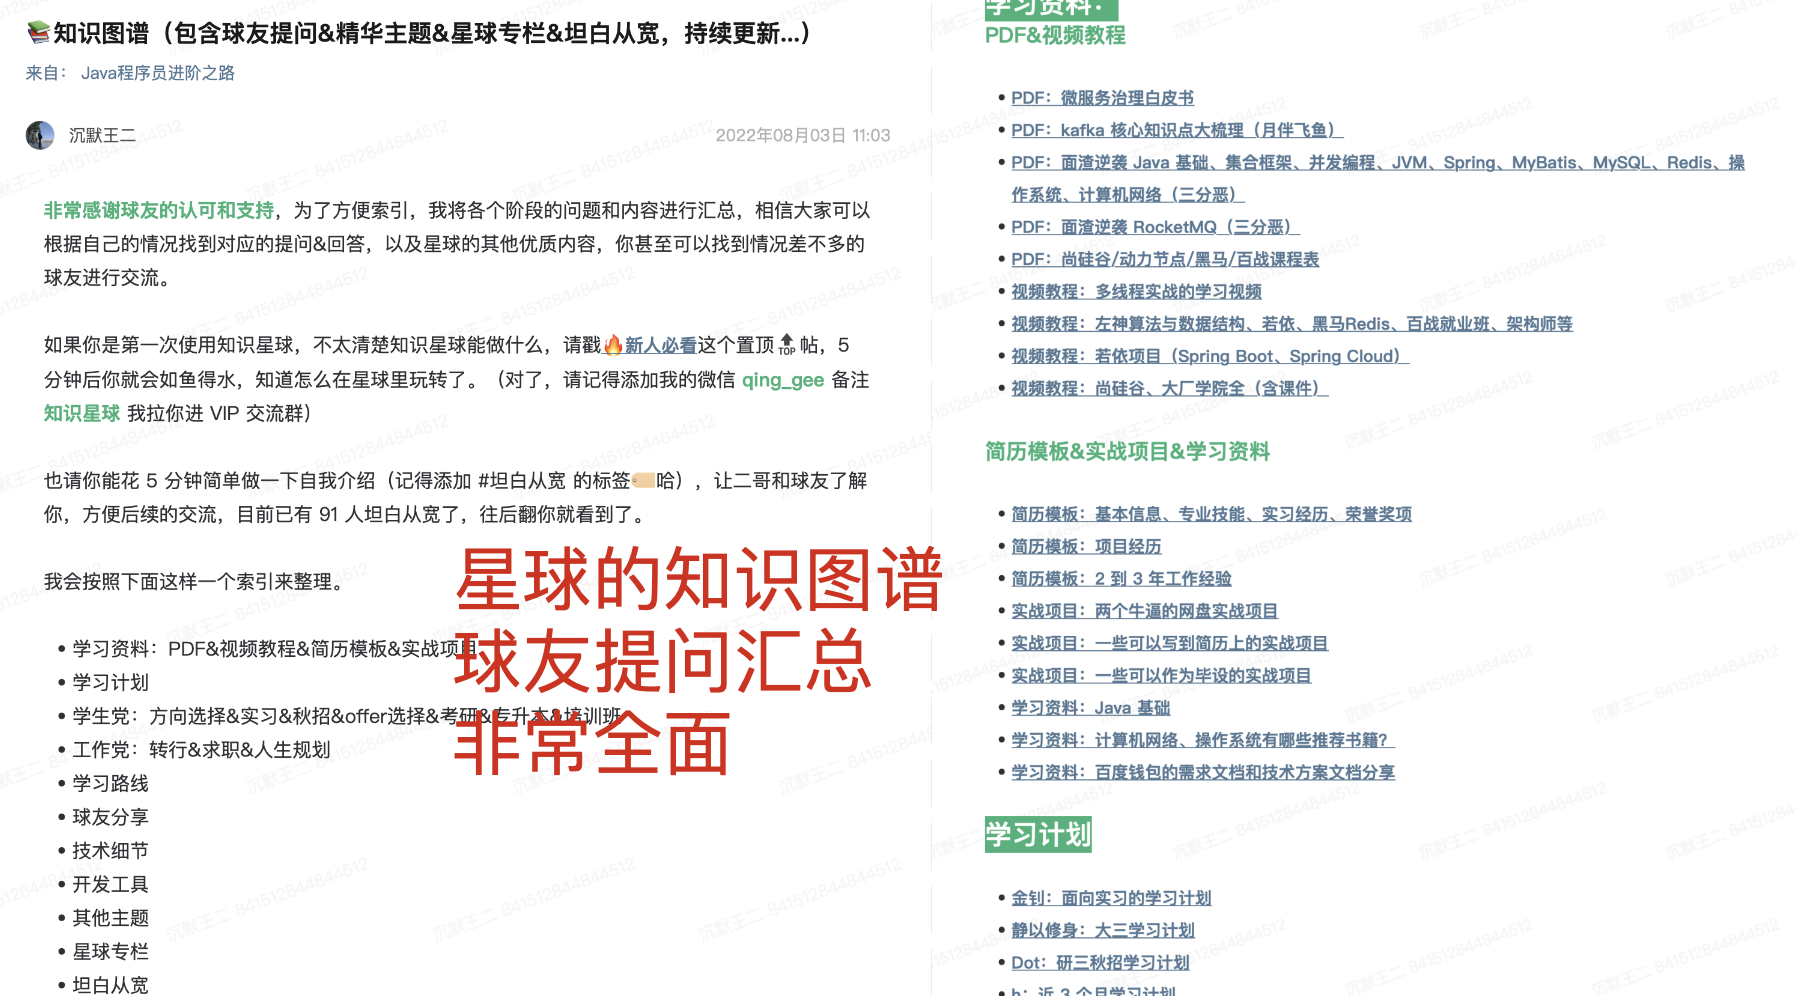 📚知识图谱（包含球友提问&精华主题&星球专栏&坦白从宽，持续更新...）
来自： Java程序员进阶之路
沉默王二
2022年08月03日 11:03
非常感谢球友的认可和支持，为了方便索引，我将各个阶段的问题和内容进行汇总，相信大家可以
根据自己的情况找到对应的提问&回答，以及星球的其他优质内容，你甚至可以找到情况差不多的
球友进行交流。
如果你是第一次使用知识星球，不太清楚知识星球能做什么，请戳🔥新人必看这个置顶🔝帖，5
分钟后你就会如鱼得水，知道怎么在星球里玩转了。（对了，请记得添加我的微信 qing_gee 备注
知识星球 我拉你进 VIP 交流群）
也请你能花 5 分钟简单做一下自我介绍（记得添加 #坦白从宽 的标签🏷️哈），让二哥和球友了解
你，方便后续的交流，目前已有 91 人坦白从宽了，往后翻你就看到了。
我会按照下面这样一个索引来整理。
• 学习资料：PDF&视频教程&简历模板&实战项目
• 学习计划
• 学生党：方向选择&实习&秋招&offer选择&考研&专升本&培训班
• 工作党：转行&求职&人生规划
• 学习路线
• 球友分享
• 技术细节
• 开发工具
• 其他主题
• 星球专栏
• 坦白从宽
星球的知识图谱
球友提问汇总
非常全面
学习资料：
PDF&视频教程
• PDF：微服务治理白皮书
• PDF：kafka 核心知识点大梳理（月伴飞鱼）
• PDF：面渣逆袭 Java 基础、集合框架、并发编程、JVM、Spring、MyBatis、MySQL、Redis、操
作系统、计算机网络（三分恶）
• PDF：面渣逆袭 RocketMQ（三分恶）
• PDF：尚硅谷/动力节点/黑马/百战课程表
• 视频教程：多线程实战的学习视频
• 视频教程：左神算法与数据结构、若依、黑马Redis、百战就业班、架构师等
• 视频教程：若依项目（Spring Boot、Spring Cloud）
• 视频教程：尚硅谷、大厂学院全（含课件）
简历模板&实战项目&学习资料
• 简历模板：基本信息、专业技能、实习经历、荣誉奖项
• 简历模板：项目经历
• 简历模板：2 到 3 年工作经验
• 实战项目：两个牛逼的网盘实战项目
• 实战项目：一些可以写到简历上的实战项目
• 实战项目：一些可以作为毕设的实战项目
• 学习资料：Java 基础
• 学习资料：计算机网络、操作系统有哪些推荐书籍？
• 学习资料：百度钱包的需求文档和技术方案文档分享
学习计划
• 金钊：面向实习的学习计划
• 静以修身：大三学习计划
• Dot：研三秋招学习计划
• h：近 3 个月学习计划
沉默王二 841512844844512